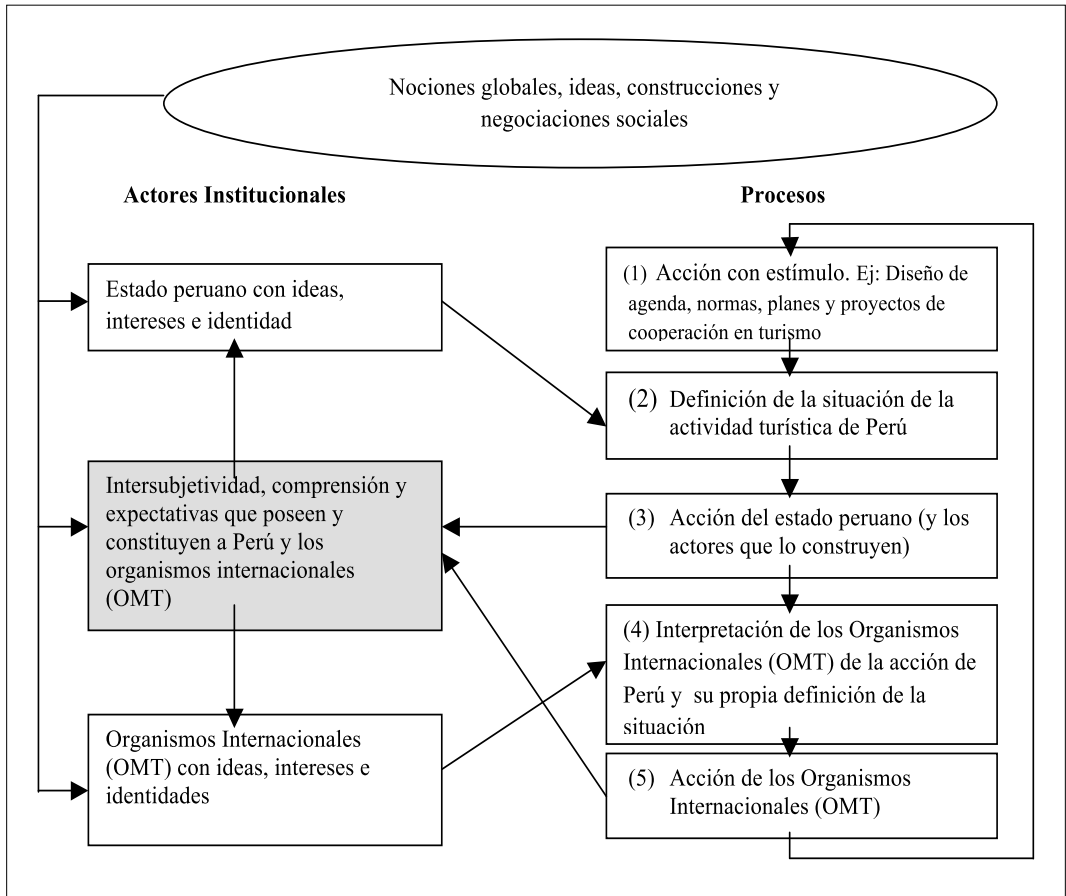 Nociones globales, ideas, construcciones y
negociaciones sociales
Actores Institucionales
Procesos
Estado peruano con ideas,
intereses e identidad
Intersubjetividad, comprensión y
expectativas que poseen y
constituyen a Perú y los
organismos internacionales
(OMT)
Organismos Internacionales
(OMT) con ideas, intereses e
identidades
(1) Acción con estímulo. Ej: Diseño de
agenda, normas, planes y proyectos de
cooperación en turismo
(2) Definición de la situación de la
actividad turística de Perú
(3) Acción del estado peruano (y los
actores que lo construyen)
(4) Interpretación de los Organismos
Internacionales (OMT) de la acción de
Perú y su propia definición de la
situación
(5) Acción de los Organismos
Internacionales (OMT)